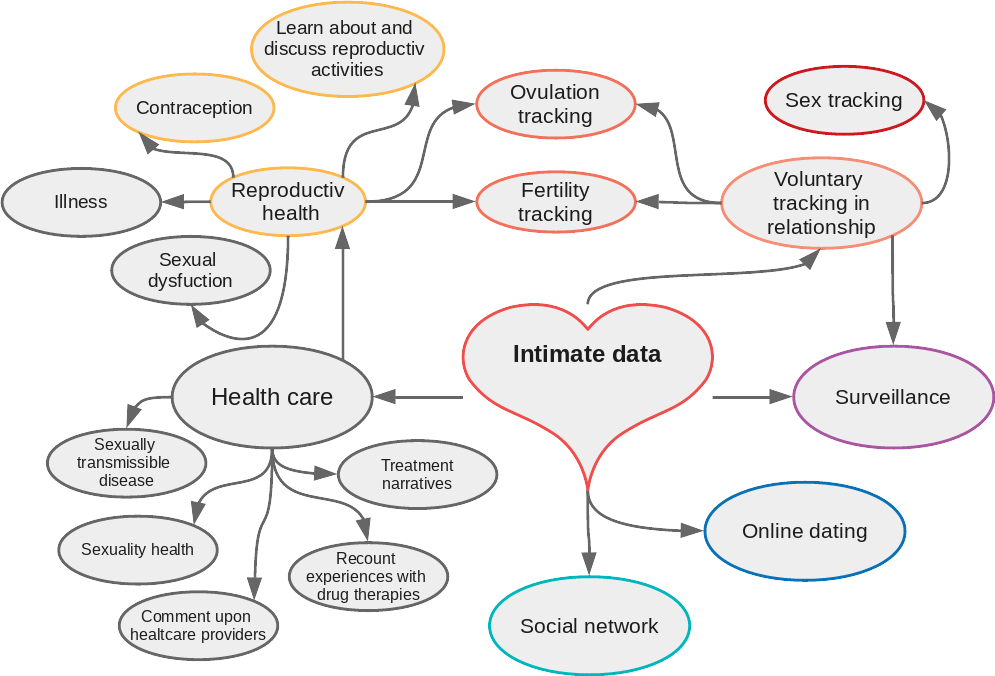 Learn about and
discuss reproductiv
activities
Contraception
Ovulation
tracking
Sex tracking
Illness
Reproductiv
health
Fertility
tracking
Voluntary
tracking in
relationship
Sexual
dysfuction
Intimate data
Health care
Surveillance
Sexually
transmissible
disease
Treatment
narratives
Sexuality health
Recount
experiences with
drug therapies
Online dating
Comment upon
healtcare providers
Social network